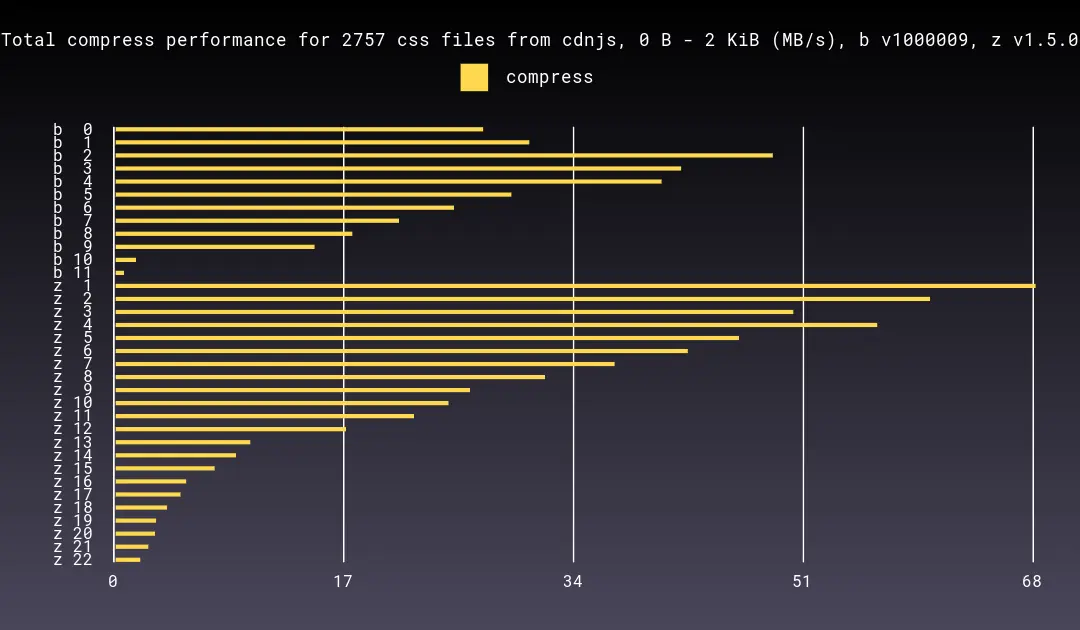 Total compress performance for 2757 css files from cdnjs, 0 B - 2 KiB (MB/s), b v1000009, z v1.5.0
compress
b 0
b 1
b 2
b 3
b 4
b 5
b 6
b 7
b 8
b 9
b 10
b 11
z 1
z 2
z 3
z 4
z 5
z 6
z 7
z 8
z 9
z 10
z 11
z 12
z 13
z 14
z 15
z 16
z 17
z 18
z 19
z 20
z 21
z 22
0 17 34 51 68